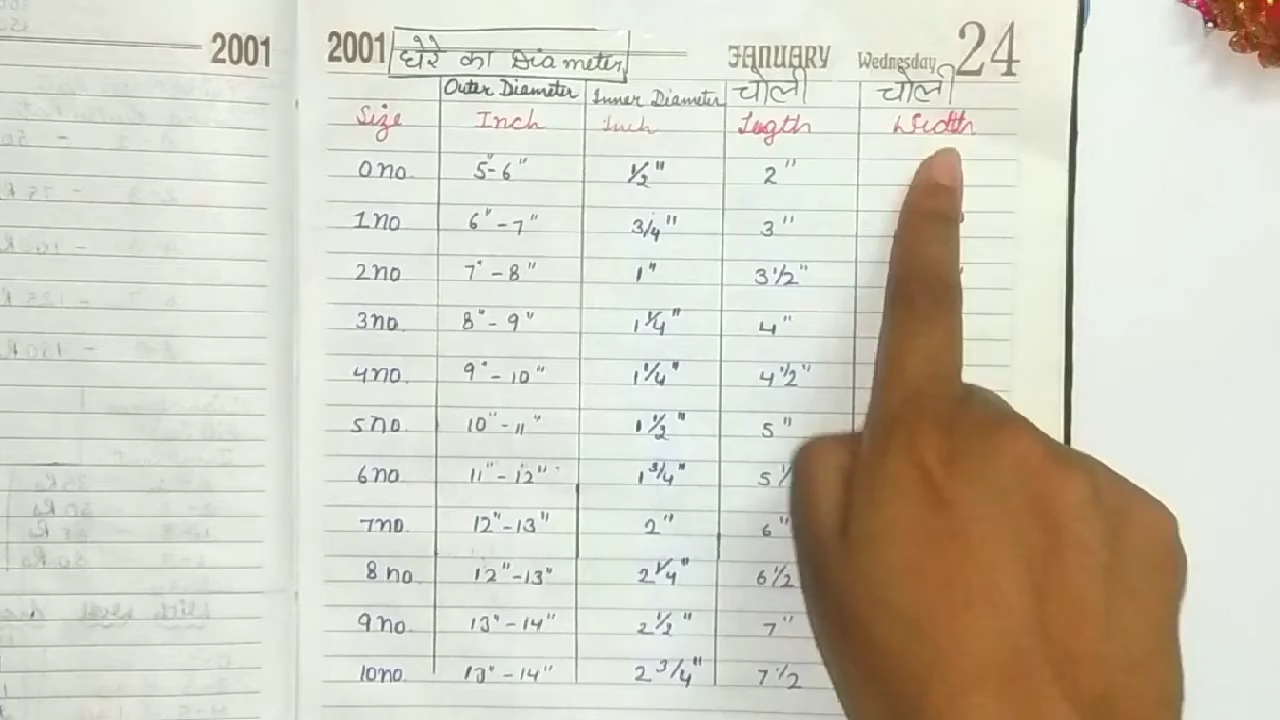 2001
2001 घेरे का Diameter JANUARY Wednesday 24
Outer Diameter Inner Diameter चोली चोली
Size Inch Inch Length Width
0 no 5"-6" 1/2" 2"
1 no 6"-7" 3/4" 3"
2 no 7"-8" 1" 3 1/2"
3 no 8"-9" 1 1/4" 4"
4 no 9"-10" 1 1/4" 4 1/2"
5 no 10"-11" 1 1/2" 5"
6 no 11"-12" 1 3/4" 5
7 no 12"-13" 2" 6"
8 no 12"-13" 2 1/4" 6 1/2
9 no 13"-14" 2 1/2" 7"
10 no 13"-14" 2 3/4" 7 1/2